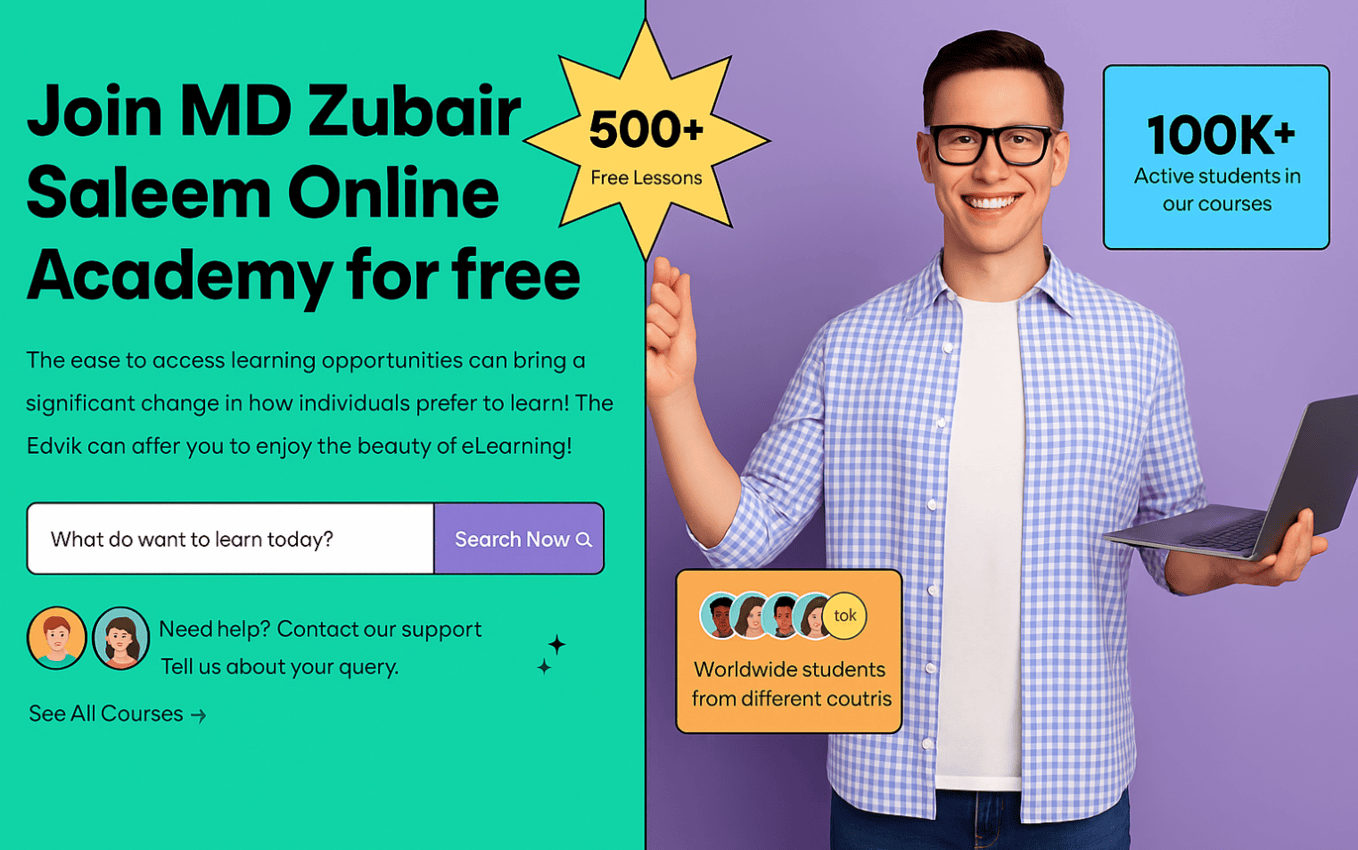 Join MD Zubair
Saleem Online
Academy for free
The ease to access learning opportunities can bring a
significant change in how individuals prefer to learn! The
Edvik can affer you to enjoy the beauty of eLearning!
What do want to learn today?
Search Now
Need help? Contact our support
Tell us about your query.
See All Courses →
500+
Free Lessons
100K+
Active students in
our courses
tok
Worldwide students
from different coutris